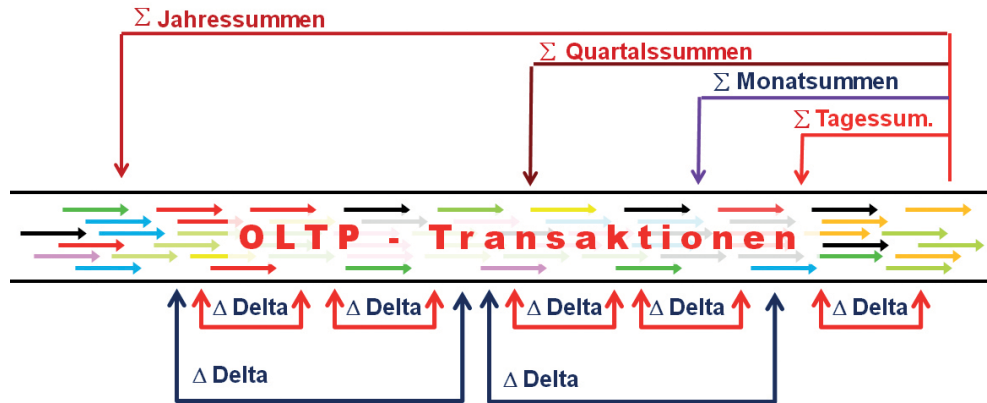 Σ Jahressummen
Σ Quartalssummen
Σ Monatsummen
Σ Tagessum.
OLTP - Transaktionen
Δ Delta
Δ Delta
Δ Delta
Δ Delta
Δ Delta
Δ Delta
Δ Delta